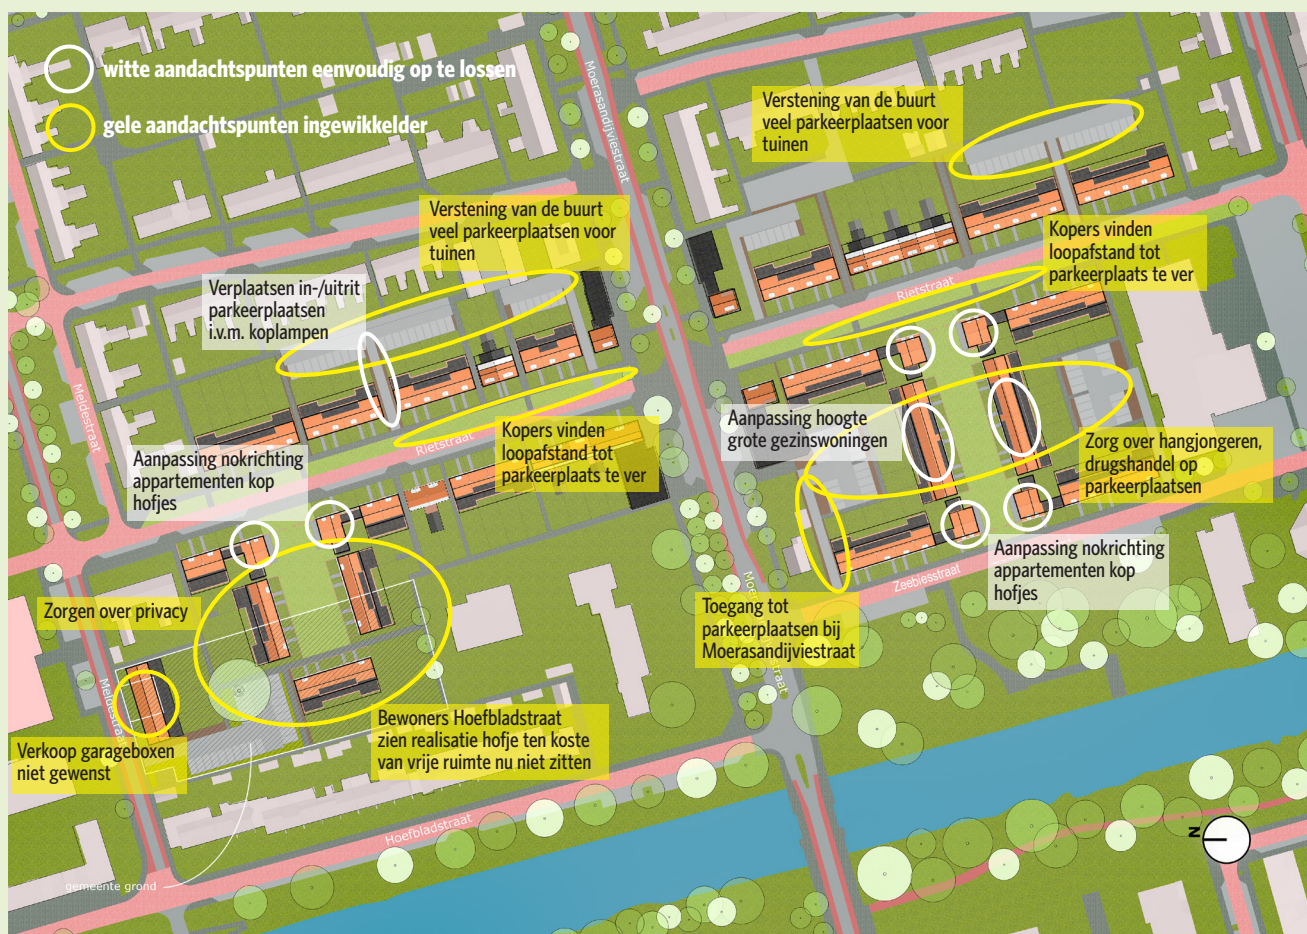 witte aandachtspunten eenvoudig op te lossen
gele aandachtspunten ingewikkelder
Moerasandijviestraat
Verstening van de buurt
veel parkeerplaatsen voor
tuinen
Verstening van de buurt
veel parkeerplaatsen voor
tuinen
Kopers vinden
loopafstand tot
parkeerplaats te ver
Verplaatsen in-/uitrit
parkeerplaatsen
i.v.m. koplampen
Rietstraat
Meldestraat
Rietstraat
Aanpassing nokrichting
appartementen kop
hofjes
Kopers vinden
loopafstand tot
parkeerplaats te ver
Aanpassing hoogte
grote gezinswoningen
Zorg over hangjongeren,
drugshandel op
parkeerplaatsen
Aanpassing nokrichting
appartementen kop
hofjes
Zeebiesstraat
Zorgen over privacy
Toegang tot
parkeerplaatsen bij
Moerasandijviestraat
Meldestraat
Verkoop garageboxen
niet gewenst
Bewoners Hoefbladstraat
zien realisatie hofje ten koste
van vrije ruimte nu niet zitten
Hoefbladstraat
gemeente grond
N